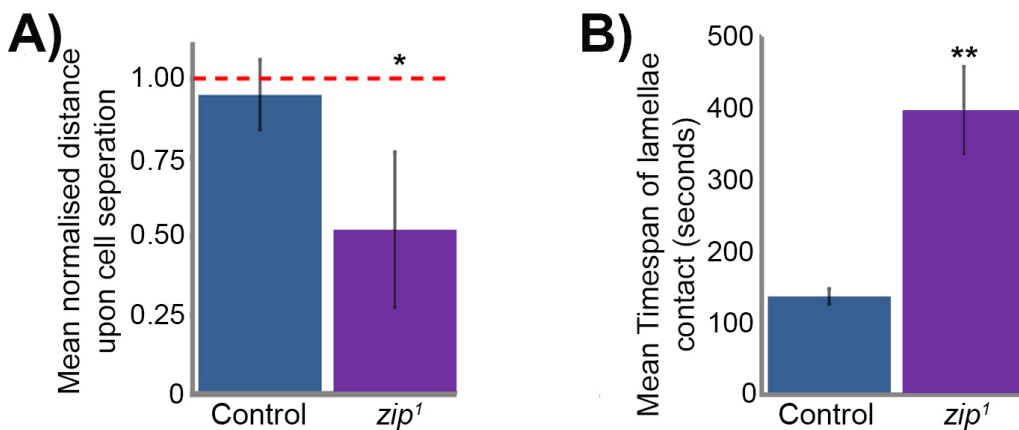 A)
Mean normalised distance
upon cell seperation
1.00
0.75
0.50
0.25
0
*
Control
zip¹
B)
Mean Timespan of lamellae
contact (seconds)
500
400
300
200
100
0
**
Control
zip¹